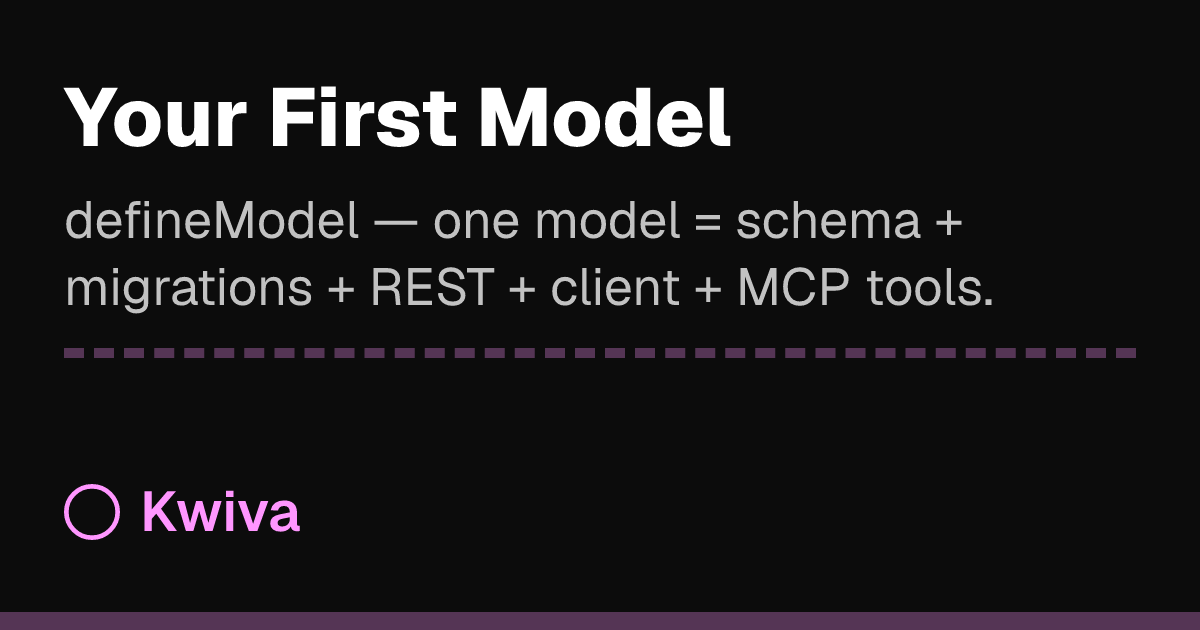 Your First Model
defineModel — one model = schema +
migrations + REST + client + MCP tools.
Kwiva